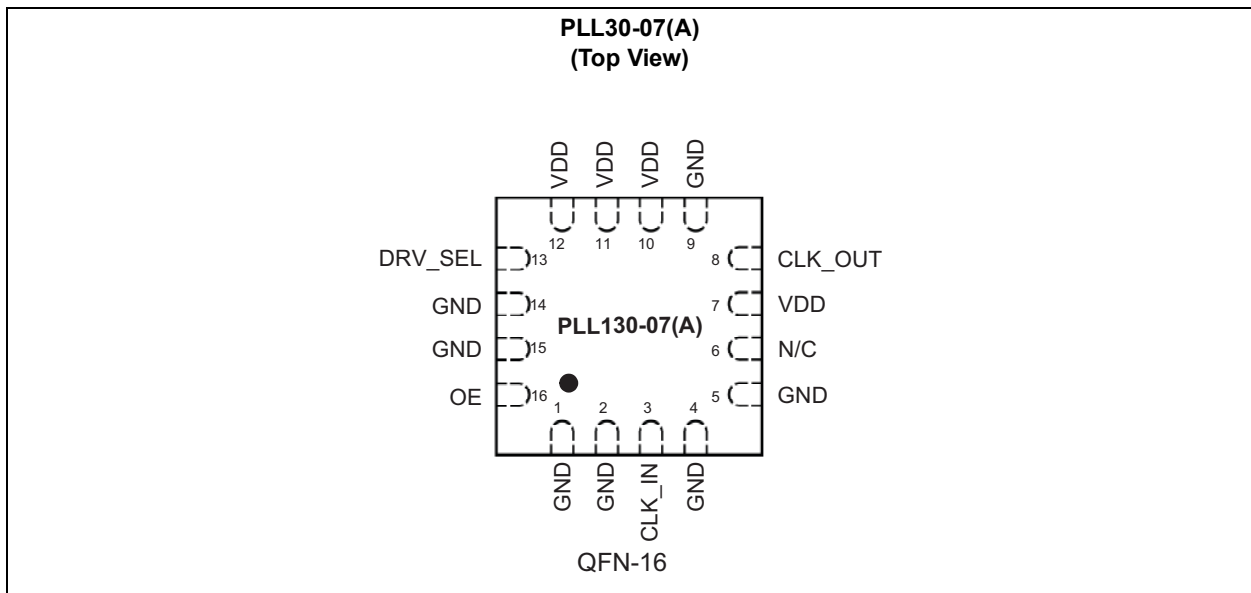 PLL30-07(A)
(Top View)
VDD
VDD
VDD
GND
12
11
10
9
DRV_SEL
13
8
CLK_OUT
GND
14
7
VDD
PLL130-07(A)
GND
15
6
N/C
OE
16
5
GND
1
2
3
4
GND
GND
CLK_IN
GND
QFN-16